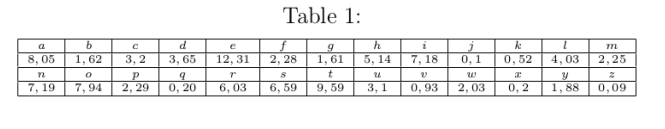 Table 1:
a b c d e f g h i j k l m
8,05 1,62 3,2 3,65 12,31 2,28 1,61 5,14 7,18 0,1 0,52 4,03 2,25
n o p q r s t u v w x y z
7,19 7,94 2,29 0,20 6,03 6,59 9,59 3,1 0,93 2,03 0,2 1,88 0,09